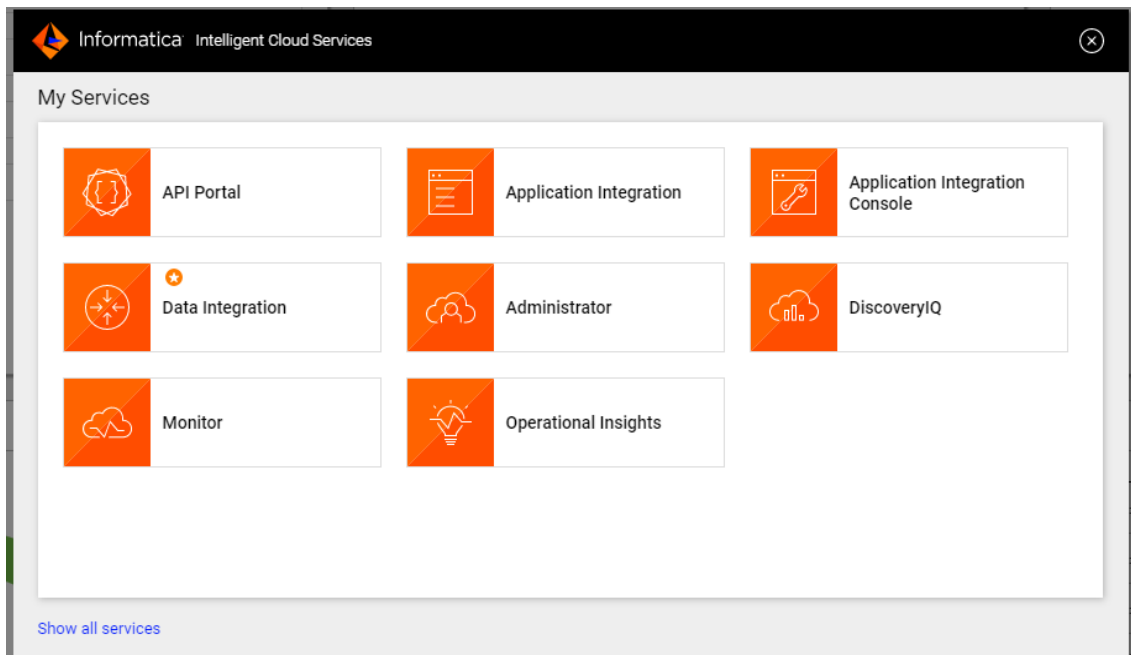 Informatica Intelligent Cloud Services
My Services
API Portal
Application Integration
Application Integration
Console
Data Integration
Administrator
DiscoveryIQ
Monitor
Operational Insights
Show all services